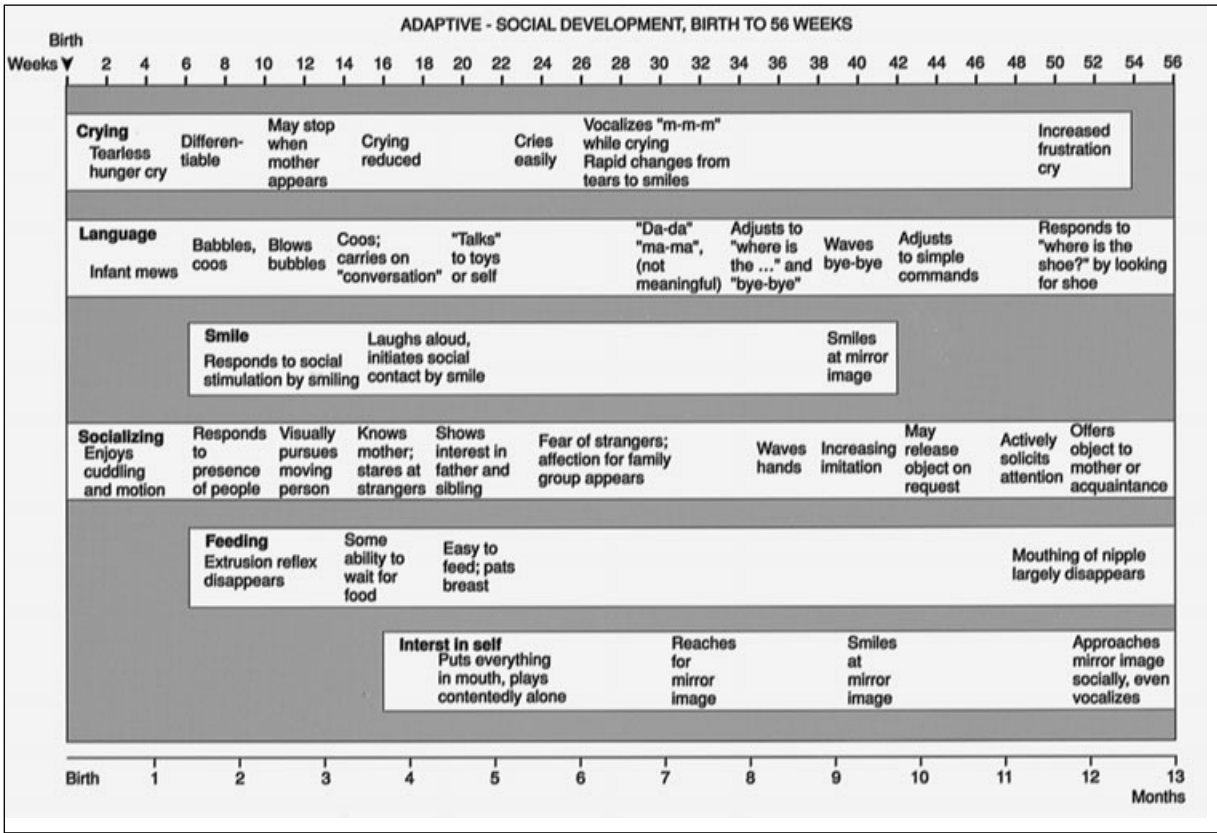 ADAPTIVE - SOCIAL DEVELOPMENT, BIRTH TO 56 WEEKS
Birth
Weeks 2 4 6 8 10 12 14 16 18 20 22 24 26 28 30 32 34 36 38 40 42 44 46 48 50 52 54 56
Crying
Tearless
hunger cry
Differen-
tiable
May stop
when
mother
appears
Crying
reduced
Cries
easily
Vocalizes "m-m-m"
while crying
Rapid changes from
tears to smiles
Increased
frustration
cry
Language
Infant mews
Babbles,
coos
Blows
bubbles
Coos;
carries on
"conversation"
"Talks"
to toys
or self
"Da-da"
"ma-ma",
(not
meaningful)
Adjusts to
"where is
the ..." and
"bye-bye"
Waves
bye-bye
Adjusts
to simple
commands
Responds to
"where is the
shoe?" by looking
for shoe
Smile
Responds to social
stimulation by smiling
Laughs aloud,
initiates social
contact by smile
Smiles
at mirror
image
Socializing
Enjoys
cuddling
and motion
Responds
to
presence
of people
Visually
pursues
moving
person
Knows
mother;
stares at
strangers
Shows
interest in
father and
sibling
Fear of strangers;
affection for family
group appears
Waves
hands
Increasing
imitation
May
release
object on
request
Actively
solicits
attention
Offers
object to
mother or
acquaintance
Feeding
Extrusion reflex
disappears
Some
ability to
wait for
food
Easy to
feed; pats
breast
Mouthing of nipple
largely disappears
Interst in self
Puts everything
in mouth, plays
contentedly alone
Reaches
for
mirror
image
Smiles
at
mirror
image
Approaches
mirror image
socially, even
vocalizes
Birth 1 2 3 4 5 6 7 8 9 10 11 12 13
Months